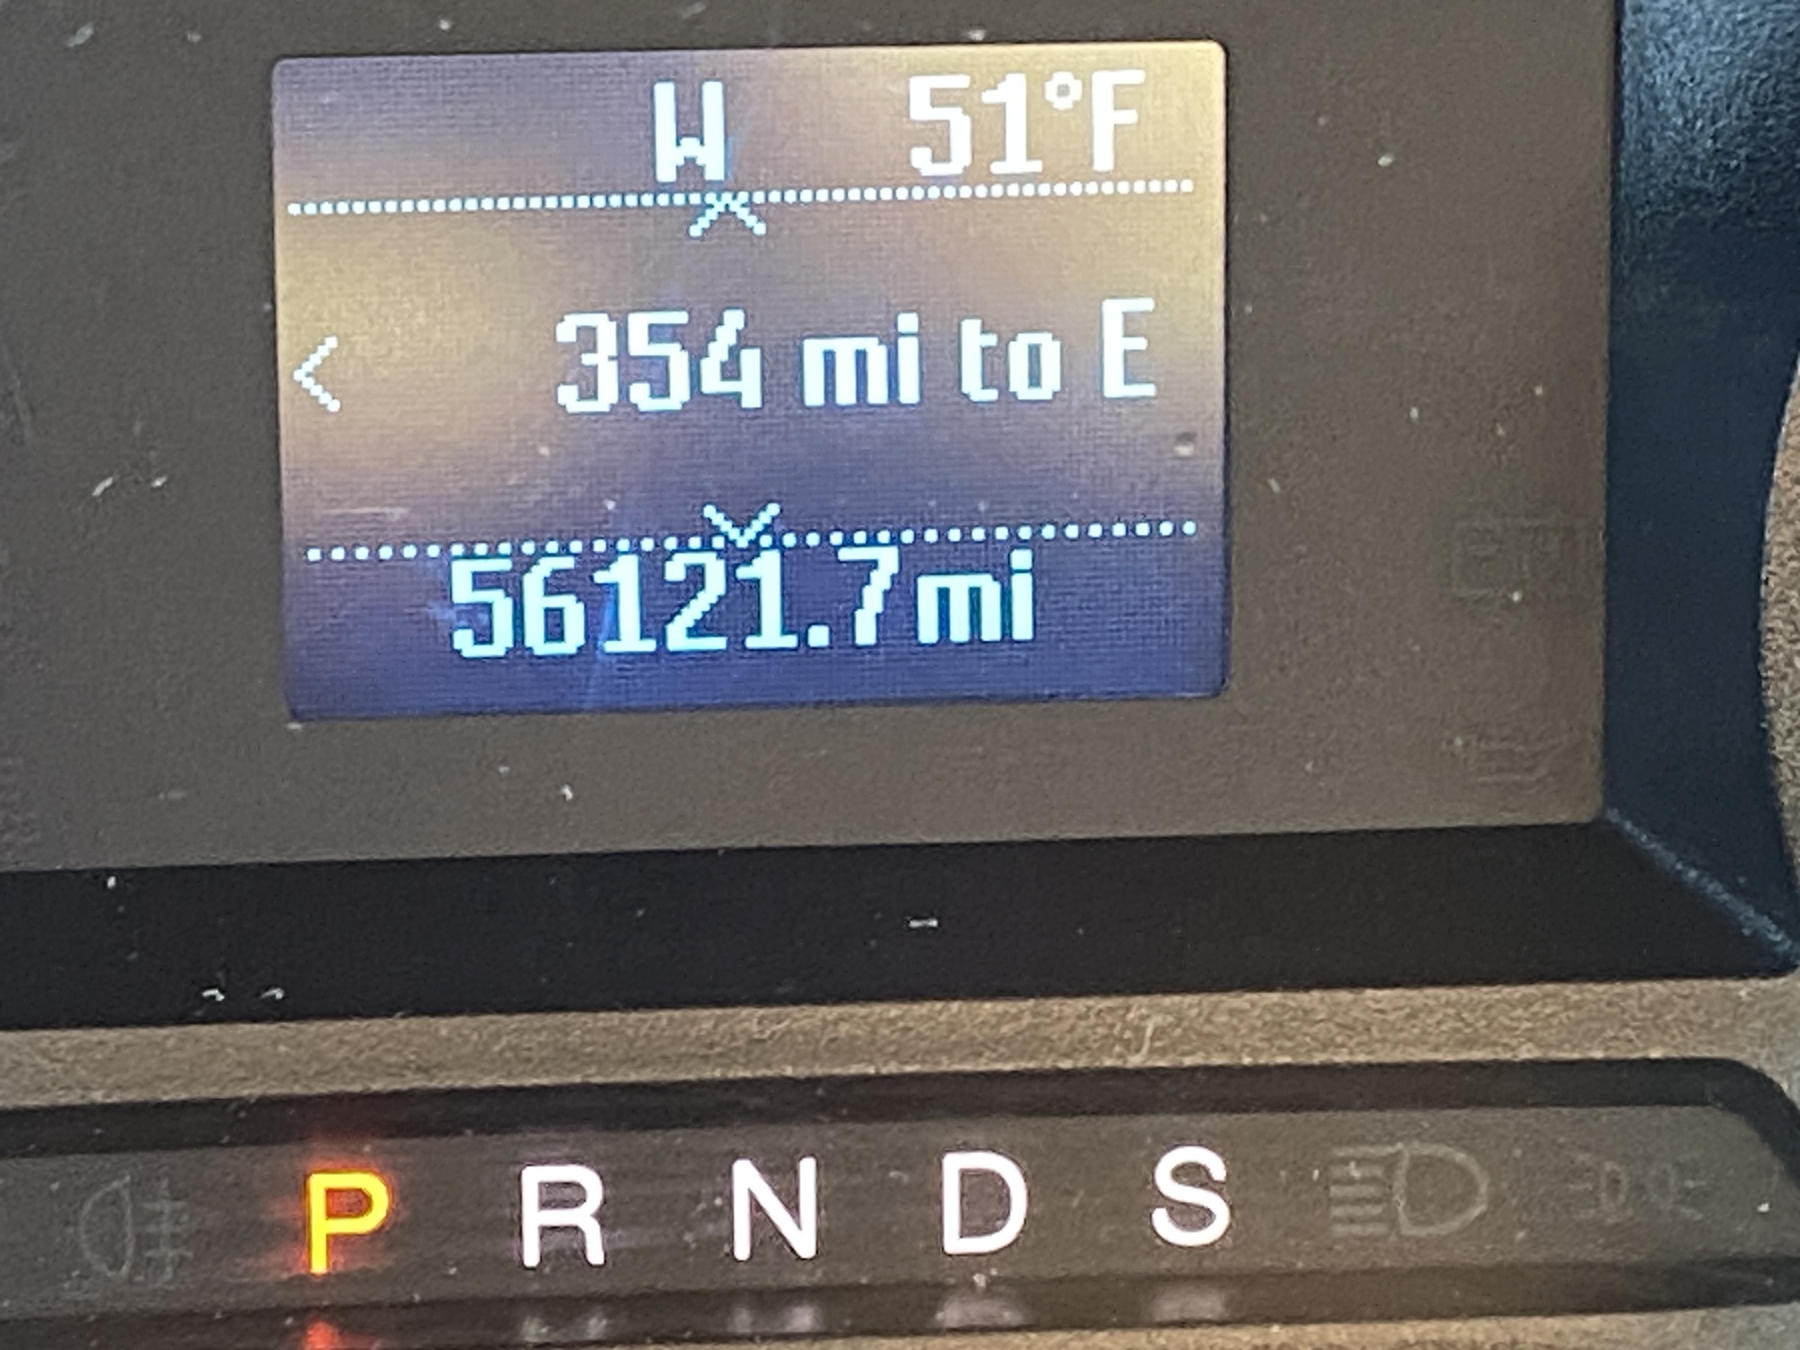 W 51°F
354 mi to E
56121.7mi
P R N D S